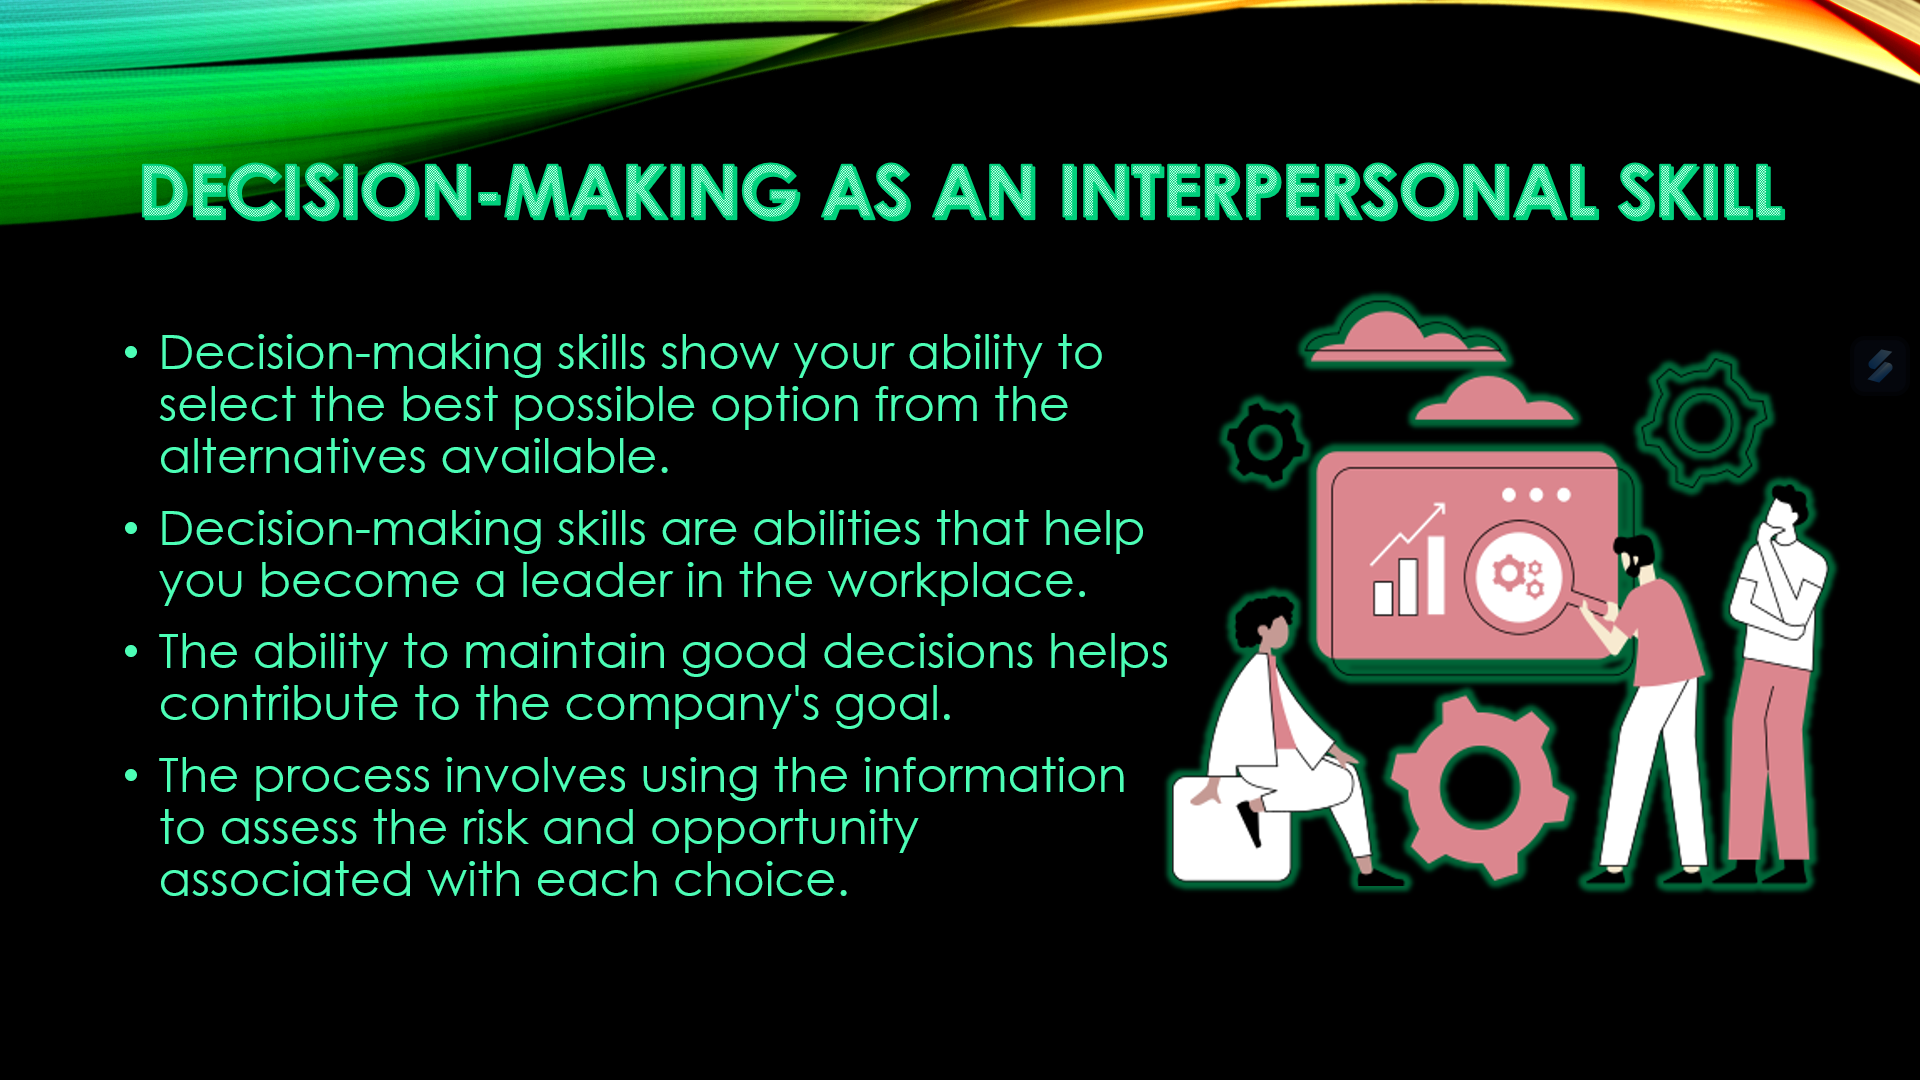 DECISION-MAKING AS AN INTERPERSONAL SKILL
• Decision-making skills show your ability to
select the best possible option from the
alternatives available.
• Decision-making skills are abilities that help
you become a leader in the workplace.
• The ability to maintain good decisions helps
contribute to the company's goal.
• The process involves using the information
to assess the risk and opportunity
associated with each choice.